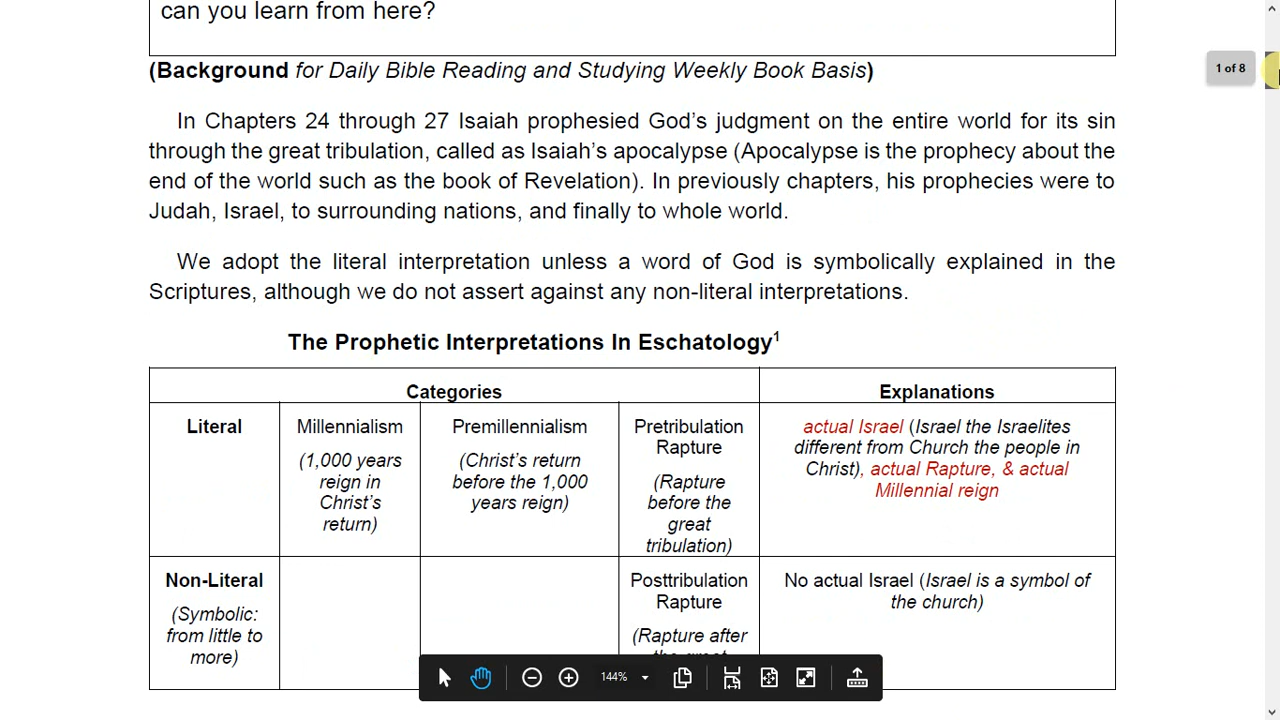 can you learn from here?
1 of 8
(Background for Daily Bible Reading and Studying Weekly Book Basis)
In Chapters 24 through 27 Isaiah prophesied God's judgment on the entire world for its sin
through the great tribulation, called as Isaiah's apocalypse (Apocalypse is the prophecy about the
end of the world such as the book of Revelation). In previously chapters, his prophecies were to
Judah, Israel, to surrounding nations, and finally to whole world.
We adopt the literal interpretation unless a word of God is symbolically explained in the
Scriptures, although we do not assert against any non-literal interpretations.
The Prophetic Interpretations In Eschatology1
Categories
Explanations
Literal
Millennialism
(1,000 years
reign in
Christ's
return)
Premillennialism
(Christ's return
before the 1,000
years reign)
Pretribulation
Rapture
(Rapture
before the
great
tribulation)
actual Israel (Israel the Israelites
different from Church the people in
Christ), actual Rapture, & actual
Millennial reign
Non-Literal
(Symbolic:
from little to
more)
Posttribulation
Rapture
(Rapture after
No actual Israel (Israel is a symbol of
the church)
144%